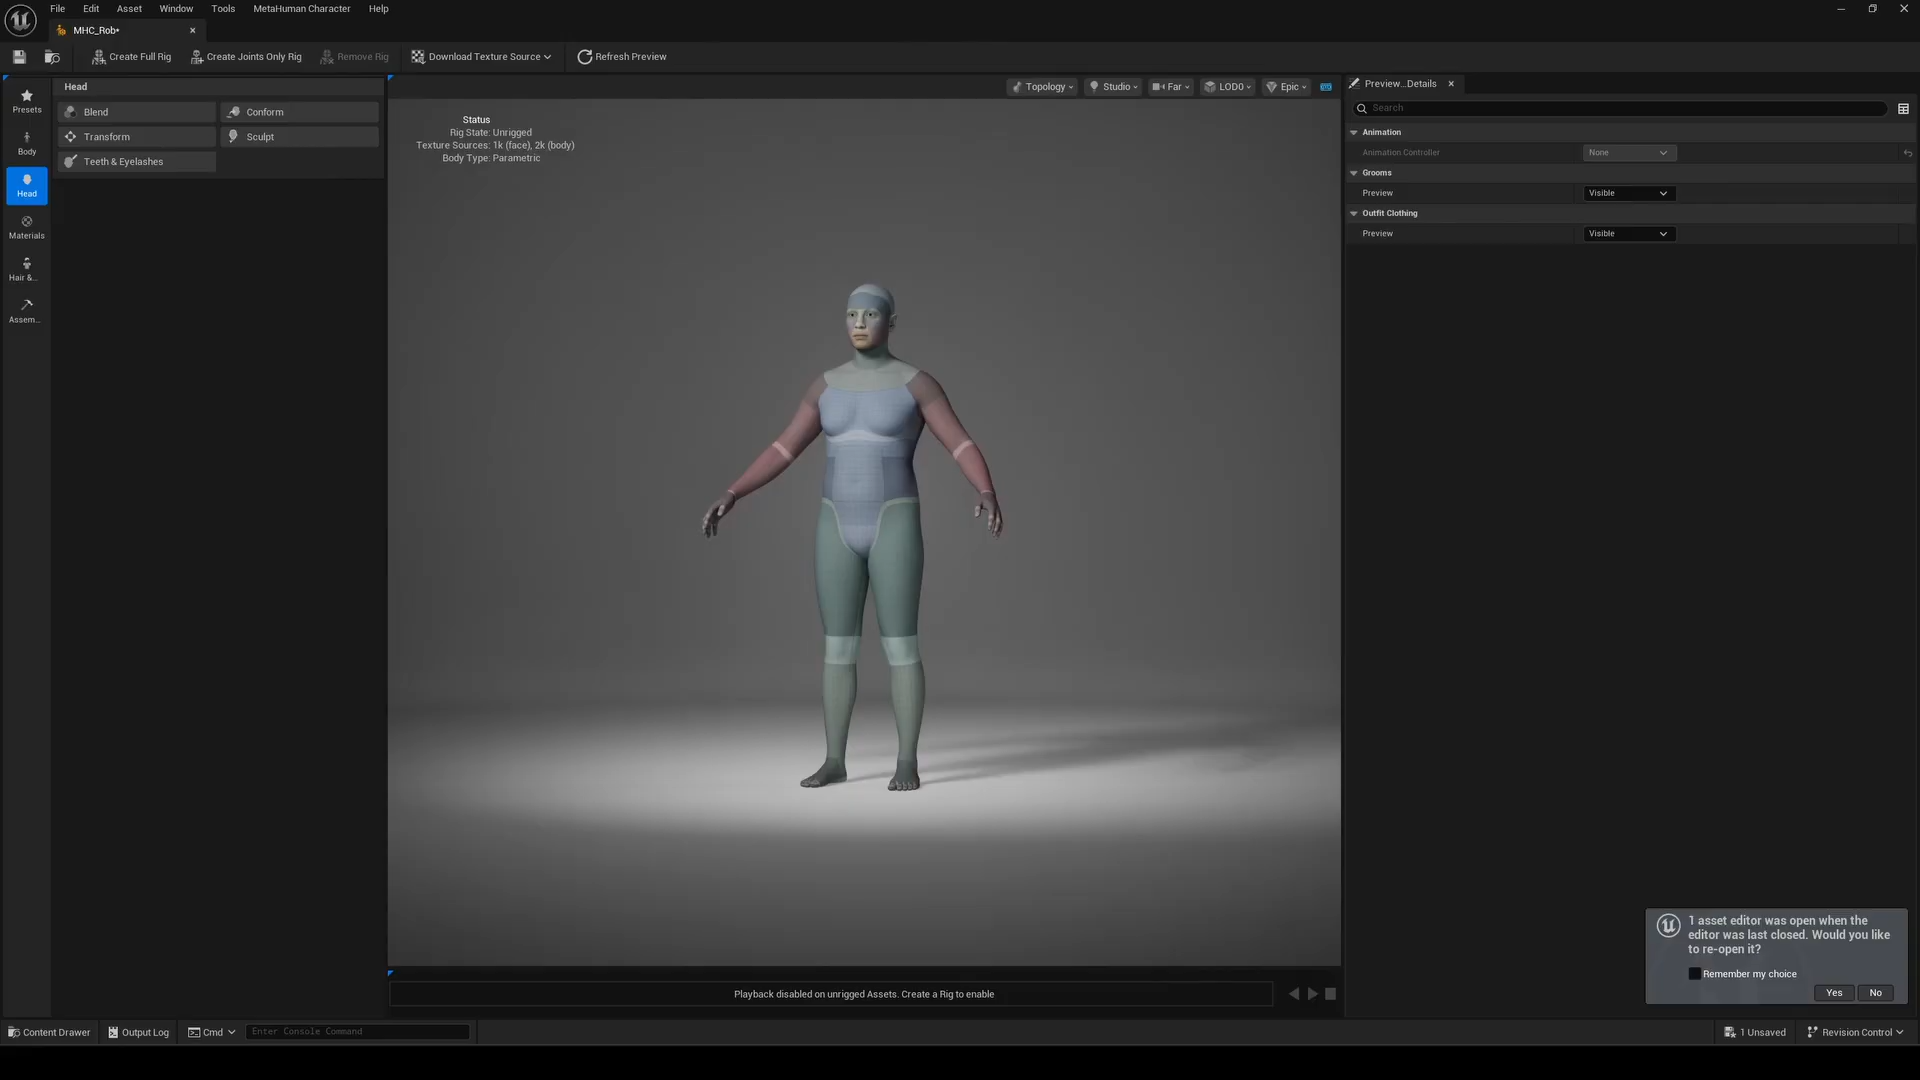 File Edit Asset Window Tools MetaHuman Character Help
MHC_Rob*
Create Full Rig Create Joints Only Rig Remove Rig Download Texture Source Refresh Preview
Presets
Body
Head
Materials
Hair &...
Assem...
Head
Blend Conform
Transform Sculpt
Teeth & Eyelashes
Topology Studio Far LOD0 Epic
Status
Rig State: Unrigged
Texture Sources: 1k (face), 2k (body)
Body Type: Parametric
Playback disabled on unrigged Assets. Create a Rig to enable
Preview...Details
Search
Animation
Animation Controller None
Grooms
Preview Visible
Outfit Clothing
Preview Visible
1 asset editor was open when the
editor was last closed. Would you like
to re-open it?
Remember my choice
Yes No
Content Drawer Output Log Cmd Enter Console Command 1 Unsaved Revision Control